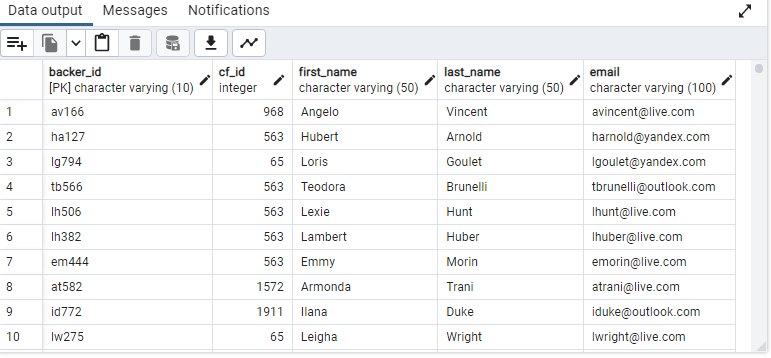 Data output Messages Notifications
backer_id cf_id first_name last_name email
[PK] character varying (10) integer character varying (50) character varying (50) character varying (100)
1 av166 968 Angelo Vincent avincent@live.com
2 ha127 563 Hubert Arnold harnold@yandex.com
3 lg794 65 Loris Goulet lgoulet@yandex.com
4 tb566 563 Teodora Brunelli tbrunelli@outlook.com
5 lh506 563 Lexie Hunt lhunt@live.com
6 lh382 563 Lambert Huber lhuber@live.com
7 em444 563 Emmy Morin emorin@live.com
8 at582 1572 Armonda Trani atrani@live.com
9 id772 1911 Ilana Duke iduke@outlook.com
10 lw275 65 Leigha Wright lwright@live.com